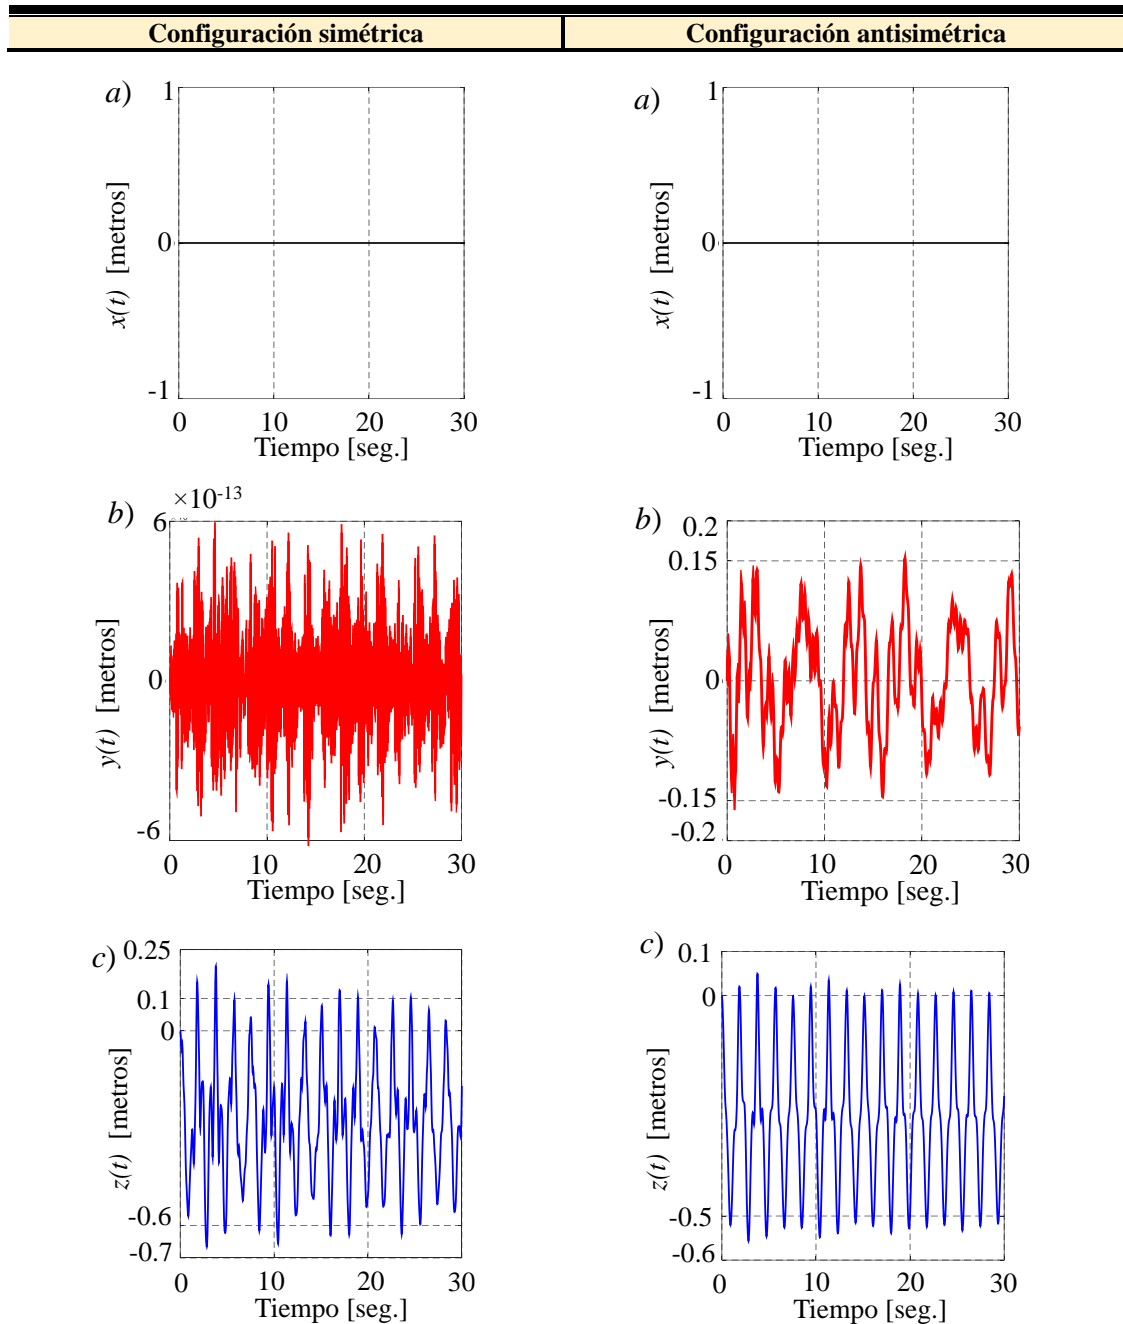 Configuración simétrica Configuración antisimétrica
a) 1 a) 1
x(t) [metros] x(t) [metros]
0 0
-1 -1
0 10 20 30 0 10 20 30
Tiempo [seg.] Tiempo [seg.]
×10-13
b) 6 b) 0.2
0.15
y(t) [metros] y(t) [metros]
0 0
-0.15
-6 -0.2
0 10 20 30 0 10 20 30
Tiempo [seg.] Tiempo [seg.]
c) 0.25 c) 0.1
0.1 0
0
z(t) [metros] z(t) [metros]
-0.6 -0.5
-0.7 -0.6
0 10 20 30 0 10 20 30
Tiempo [seg.] Tiempo [seg.]